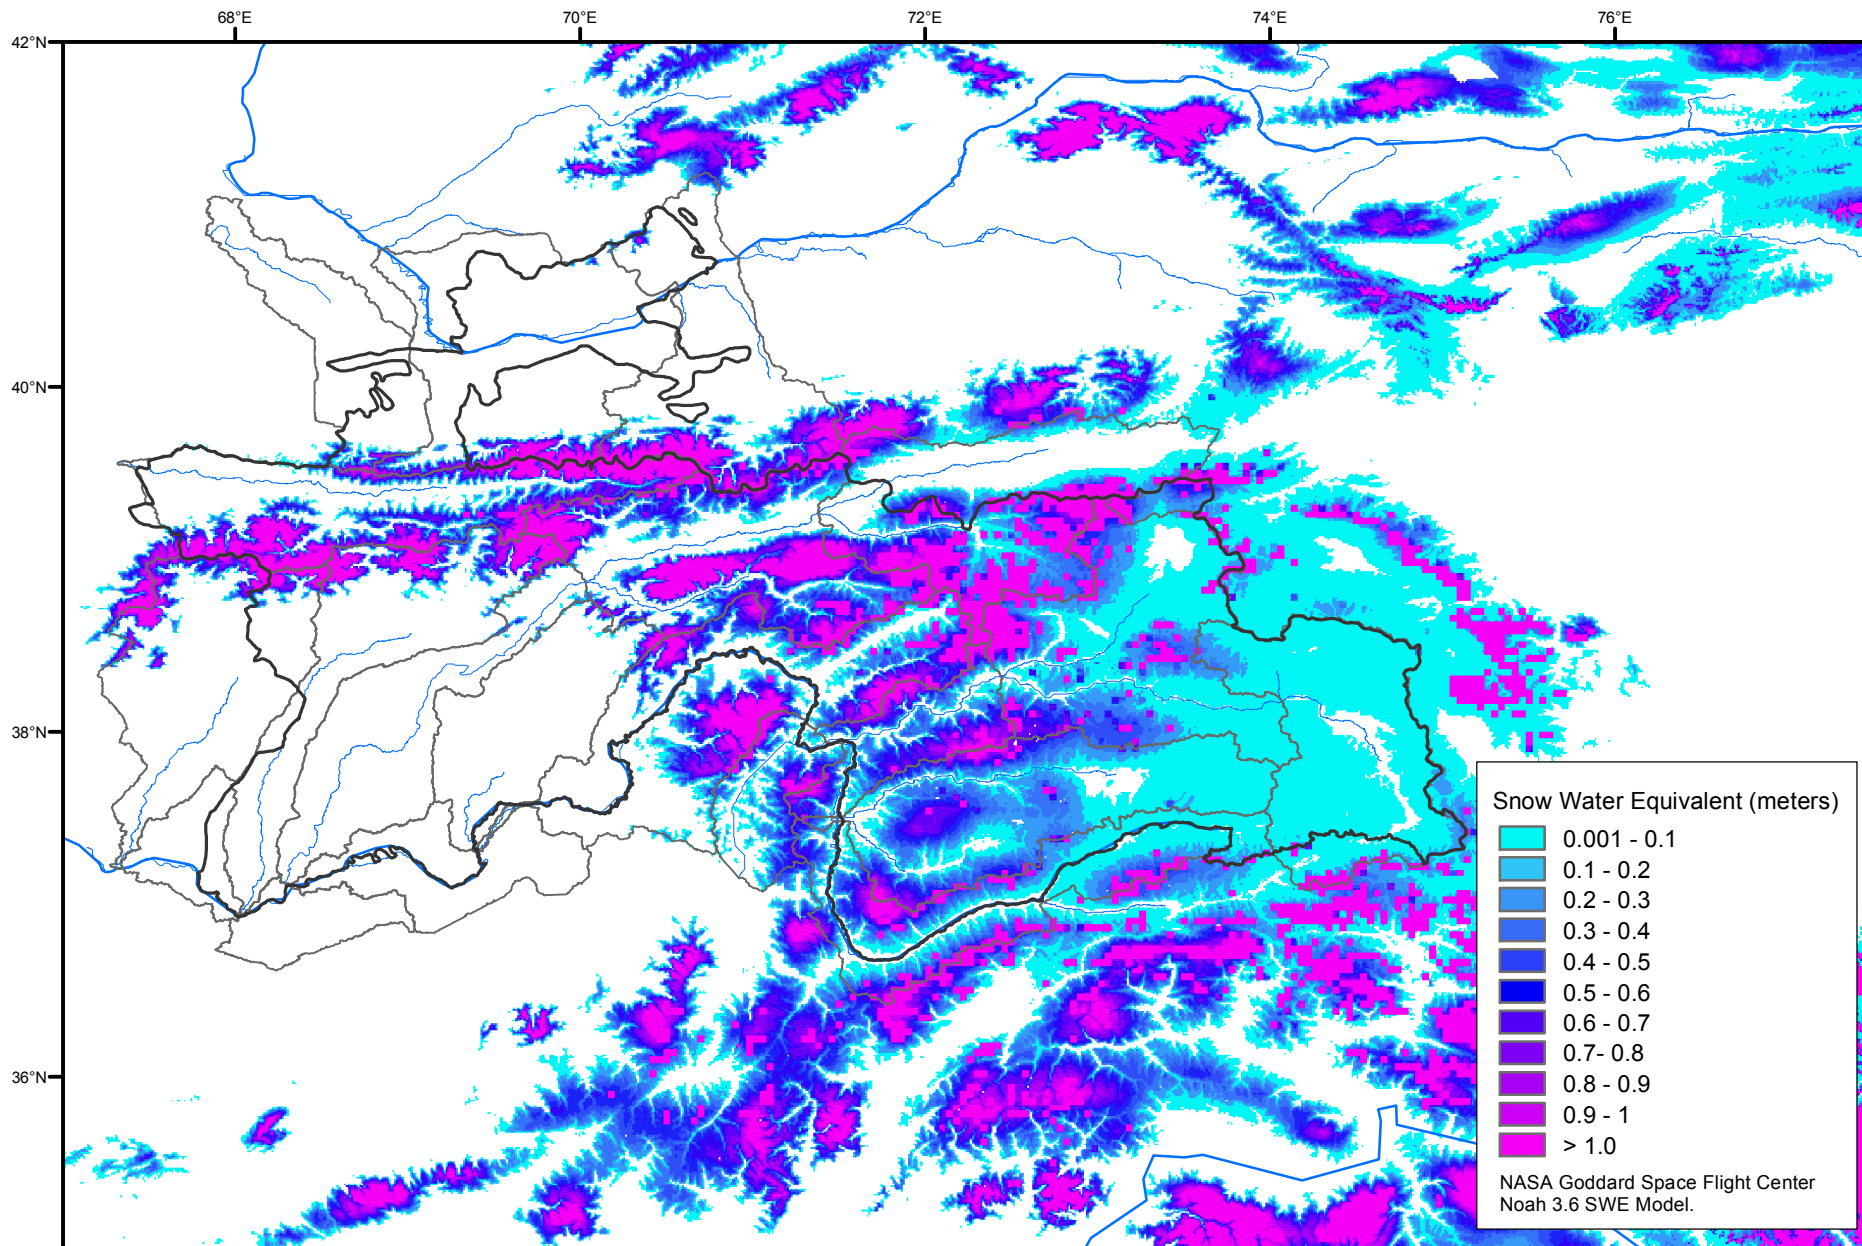 68°E
70°E
72°E
74°E
76°E
42°N
40°N
38°N
36°N
Snow Water Equivalent (meters)
0.001 - 0.1
0.1 - 0.2
0.2 - 0.3
0.3 - 0.4
0.4 - 0.5
0.5 - 0.6
0.6 - 0.7
0.7- 0.8
0.8 - 0.9
0.9 - 1
> 1.0
NASA Goddard Space Flight Center
Noah 3.6 SWE Model.